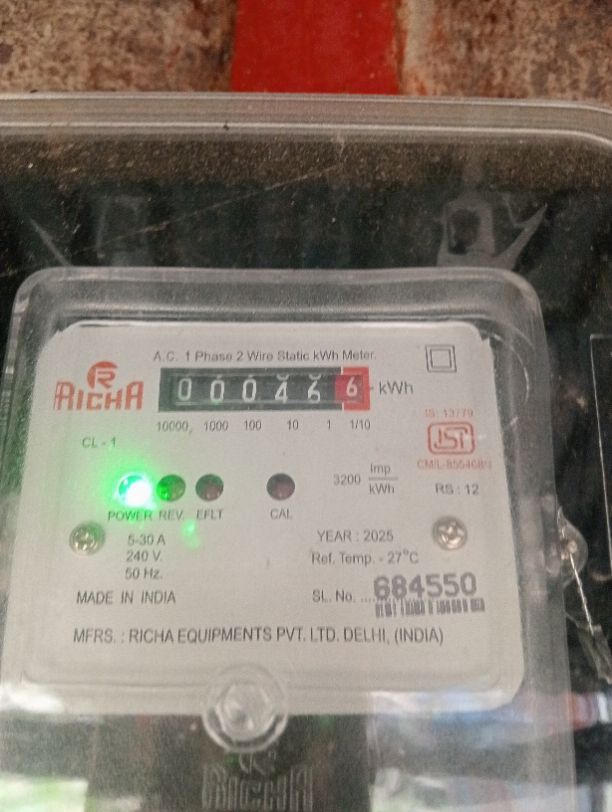 A.C. 1 Phase 2 Wire Static kWh Meter.
RICHA
0 0 0 4 6 6 kWh
10000 1000 100 10 1 1/10
CL - 1
IS: 13779
ISI
3200 Imp
kWh
RS : 12
POWER REV. EFLT CAL
5-30 A
240 V.
50 Hz.
YEAR : 2025
Ref. Temp. - 27°C
MADE IN INDIA
SL. No. .... 684550
MFRS. : RICHA EQUIPMENTS PVT. LTD. DELHI, (INDIA)
RICHA